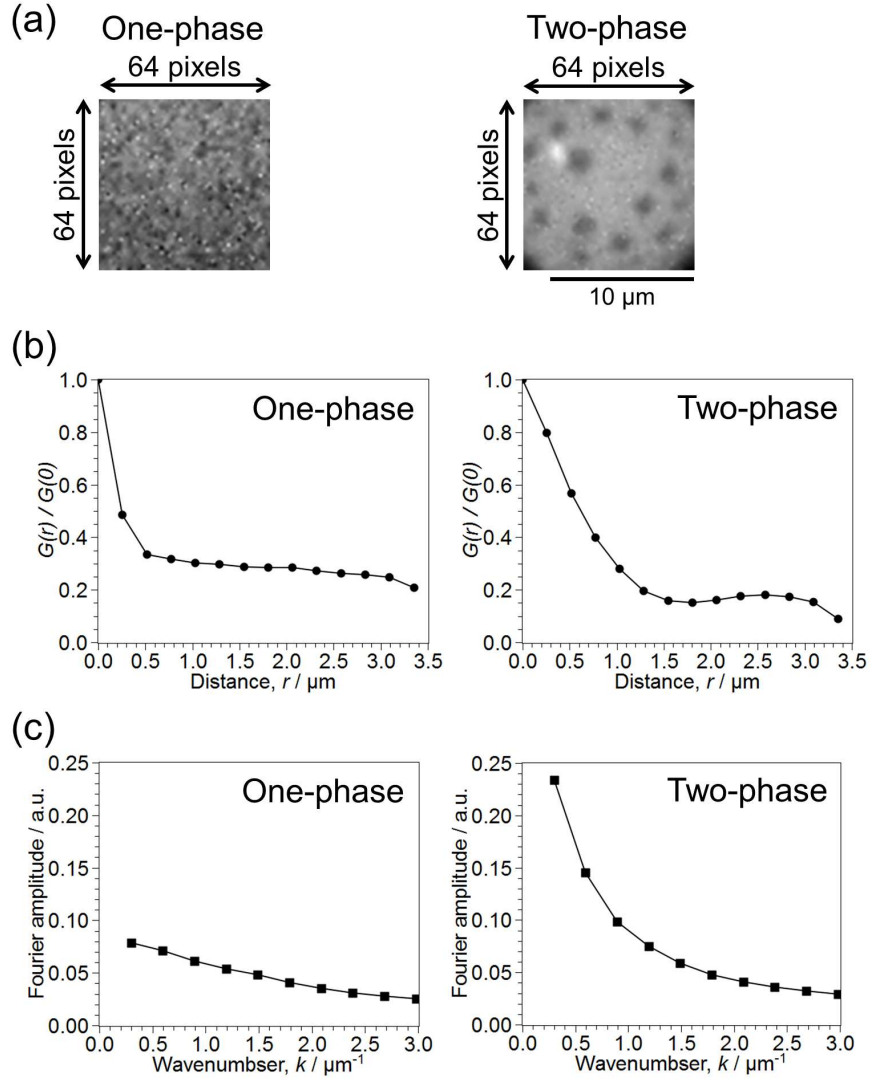 (a)
One-phase
Two-phase
64 pixels
64 pixels
64 pixels
64 pixels
10 µm
(b)
One-phase
Two-phase
G(r) / G(0)
1.0
0.8
0.6
0.4
0.2
0.0
0.0 0.5 1.0 1.5 2.0 2.5 3.0 3.5
Distance, r / µm
G(r) / G(0)
1.0
0.8
0.6
0.4
0.2
0.0
0.0 0.5 1.0 1.5 2.0 2.5 3.0 3.5
Distance, r / µm
(c)
One-phase
Two-phase
Fourier amplitude / a.u.
0.25
0.20
0.15
0.10
0.05
0.00
0.0 0.5 1.0 1.5 2.0 2.5 3.0
Wavenumbser, k / µm⁻¹
Fourier amplitude / a.u.
0.25
0.20
0.15
0.10
0.05
0.00
0.0 0.5 1.0 1.5 2.0 2.5 3.0
Wavenumbser, k / µm⁻¹